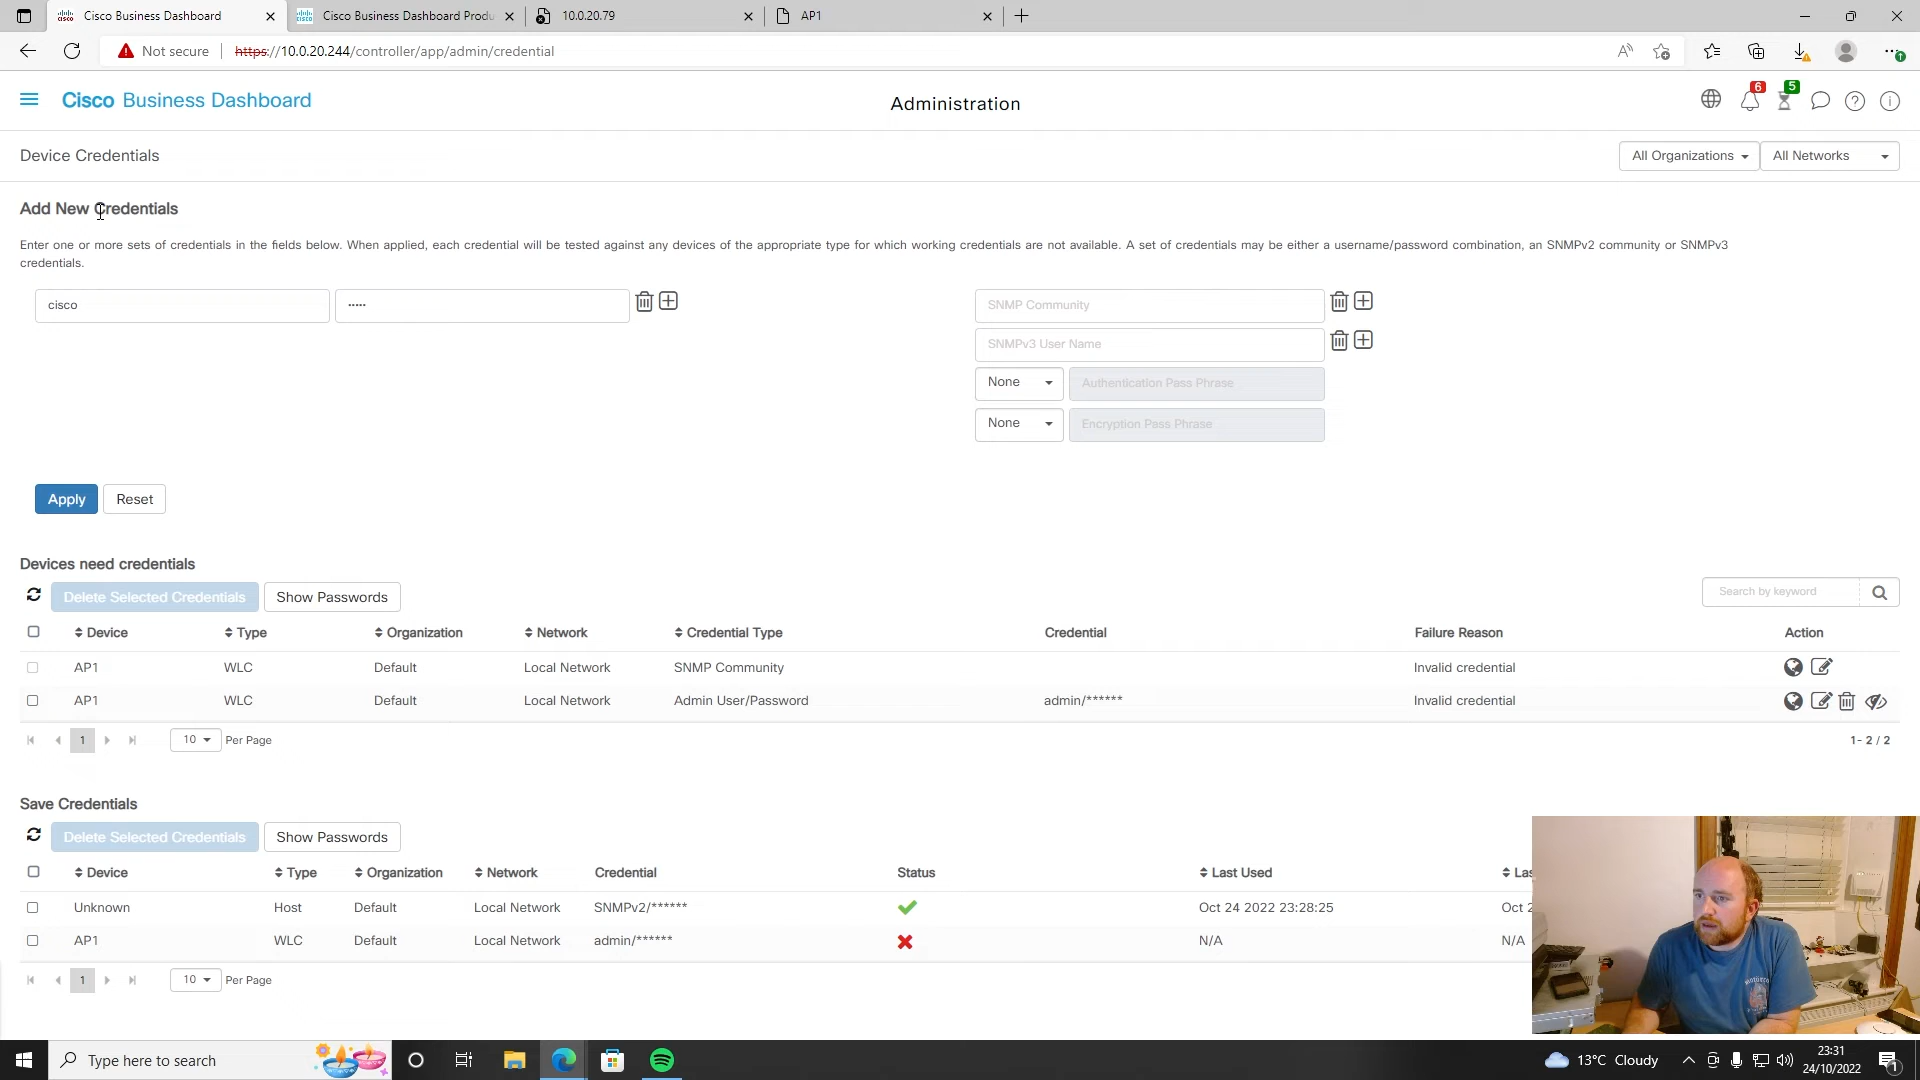 Cisco Business Dashboard
Cisco Business Dashboard Produ
10.0.20.79
AP1
Not secure
https://10.0.20.244/controller/app/admin/credential
Cisco Business Dashboard
Administration
6
5
Device Credentials
All Organizations
All Networks
Add New Credentials
Enter one or more sets of credentials in the fields below. When applied, each credential will be tested against any devices of the appropriate type for which working credentials are not available. A set of credentials may be either a username/password combination, an SNMPv2 community or SNMPv3
credentials.
cisco
•••••
SNMP Community
SNMPv3 User Name
None
Authentication Pass Phrase
None
Encryption Pass Phrase
Apply
Reset
Devices need credentials
Delete Selected Credentials
Show Passwords
Search by keyword
Device Type Organization Network Credential Type Credential Failure Reason Action
AP1 WLC Default Local Network SNMP Community Invalid credential
AP1 WLC Default Local Network Admin User/Password admin/****** Invalid credential
1 10 Per Page 1- 2 / 2
Save Credentials
Delete Selected Credentials
Show Passwords
Device Type Organization Network Credential Status Last Used Las
Unknown Host Default Local Network SNMPv2/****** Oct 24 2022 23:28:25 Oct 2
AP1 WLC Default Local Network admin/****** N/A N/A
1 10 Per Page
Type here to search
13°C Cloudy
23:31
24/10/2022
1